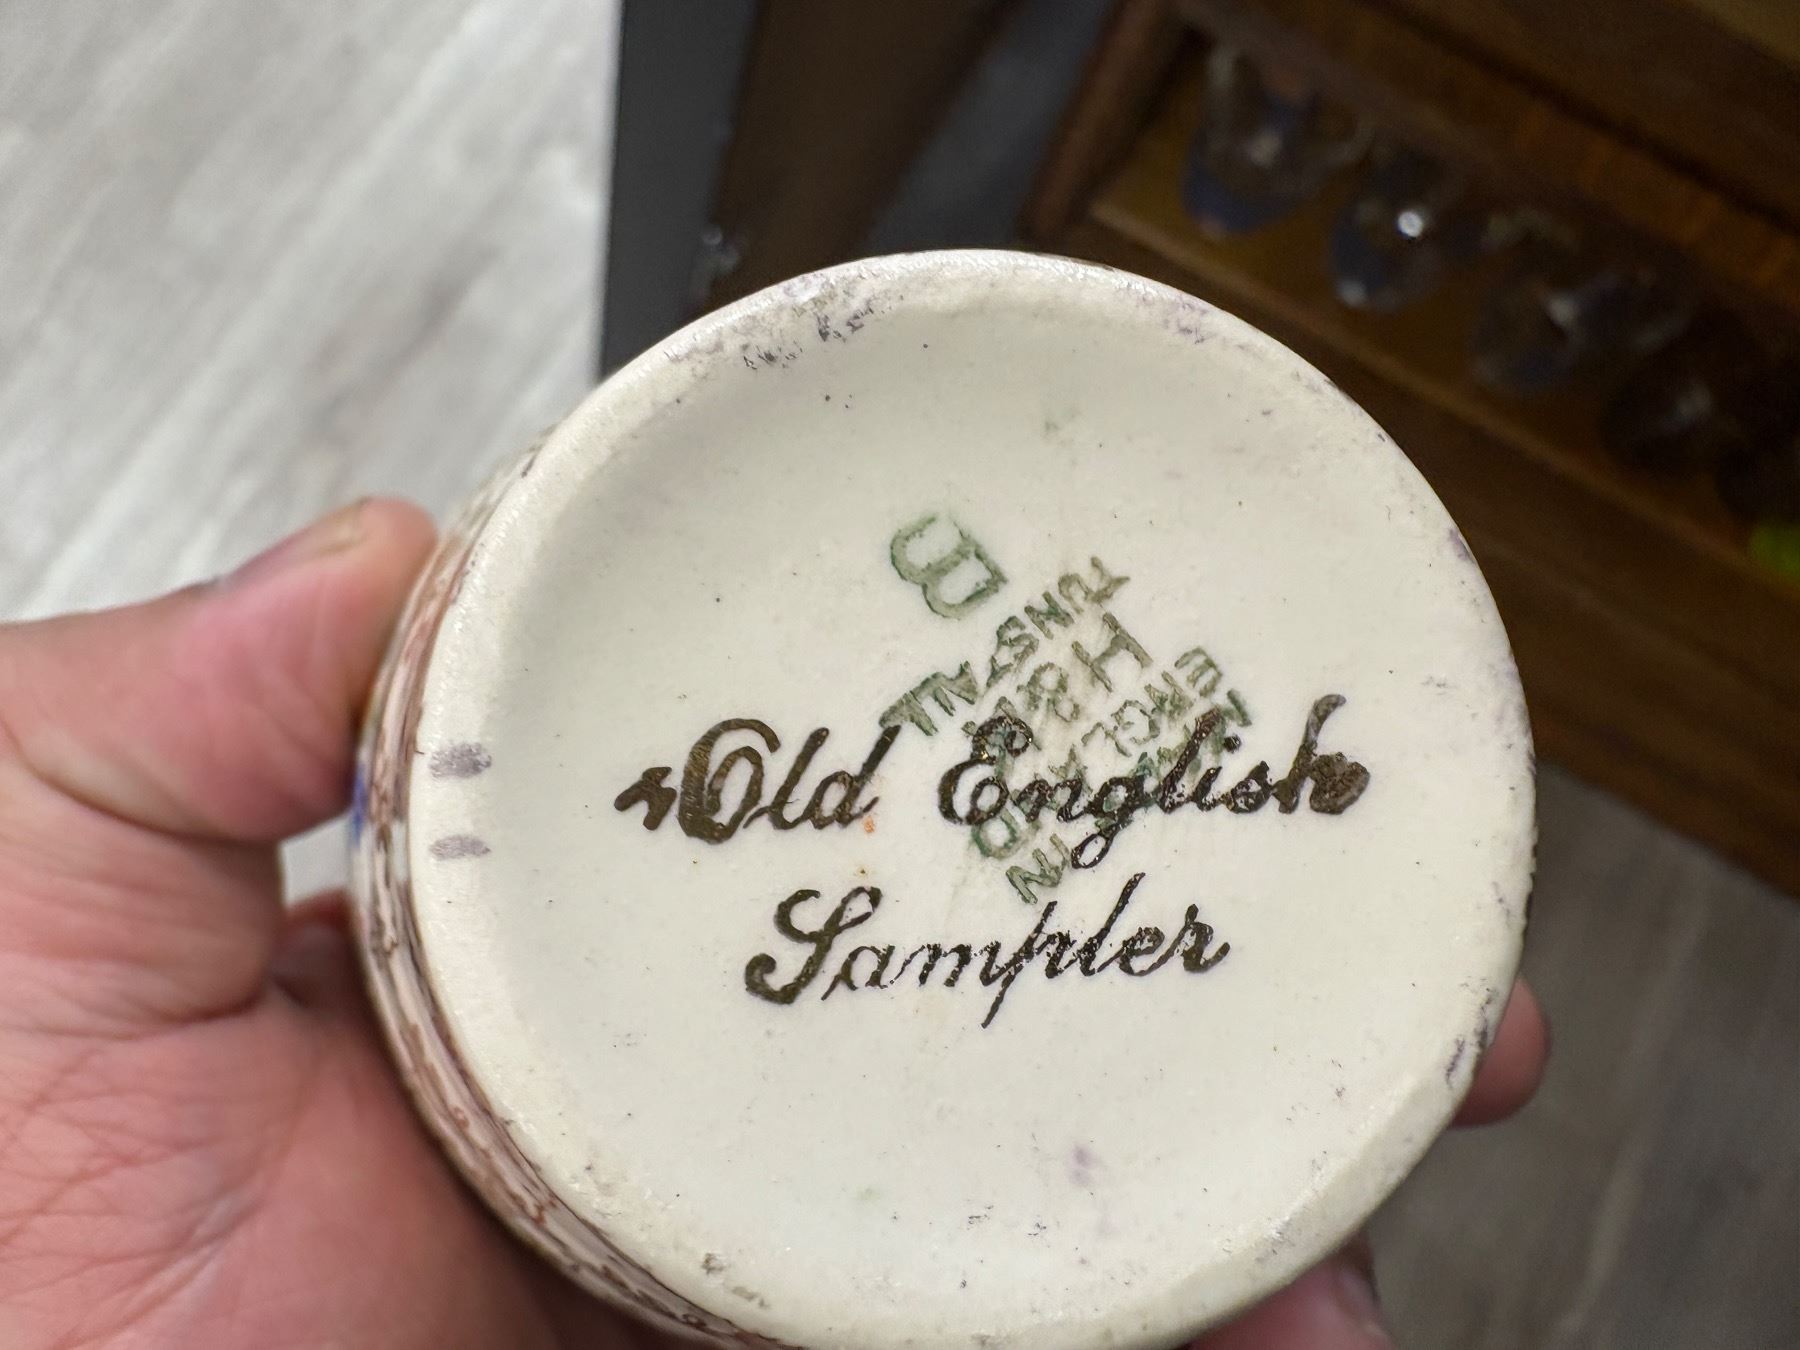 Old English
Sampler
ENGLAND
H & K
TUNSTALL
B